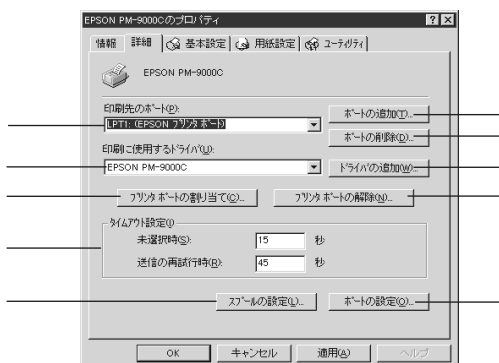 EPSON PM-9000Cのプロパティ
情報 詳細 基本設定 用紙設定 ユーティリティ
EPSON PM-9000C
印刷先のポート(P):
LPT1: (EPSON プリンタ ポート)
ポートの追加(T)...
ポートの削除(D)...
印刷に使用するドライバ(U):
EPSON PM-9000C
ドライバの追加(W)...
プリンタ ポートの割り当て(C)... プリンタ ポートの解除(N)...
タイムアウト設定(I)
未選択時(S): 15 秒
送信の再試行時(R): 45 秒
スプールの設定(L)... ポートの設定(O)...
OK キャンセル 適用(A) ヘルプ